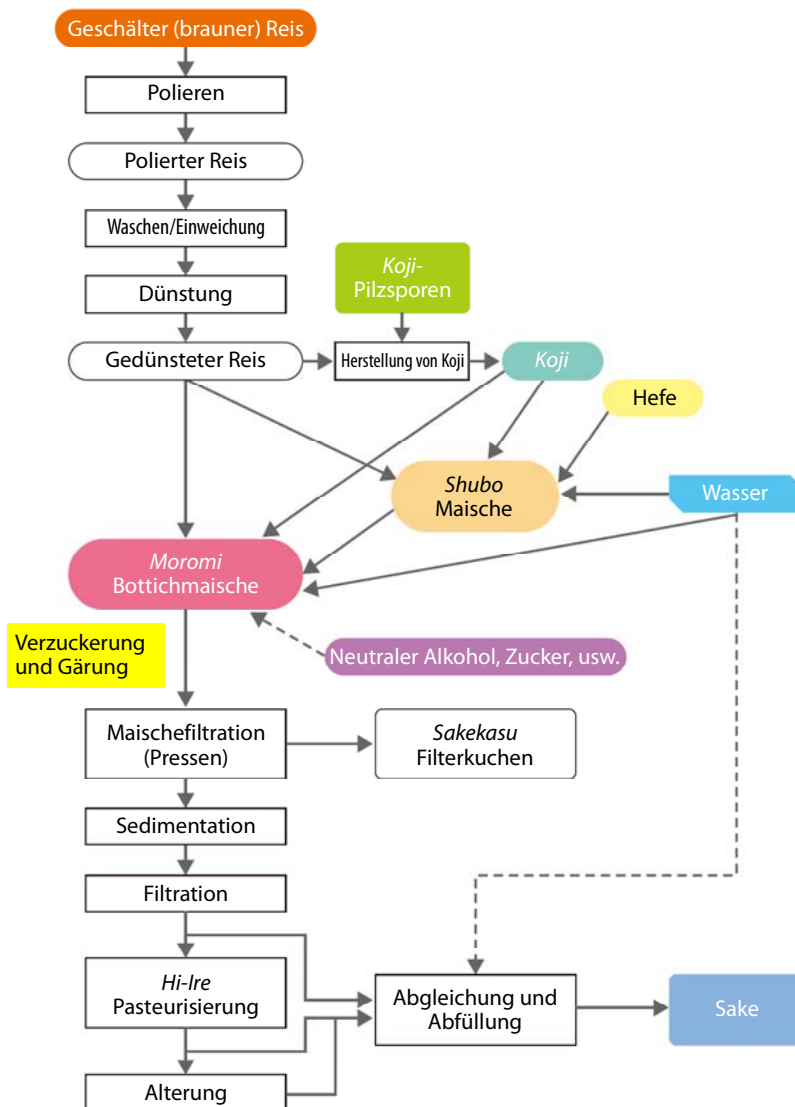 Geschälter (brauner) Reis
Polieren
Polierter Reis
Waschen/Einweichung
Koji-
Pilzsporen
Dünstung
Gedünsteter Reis
Herstellung von Koji
Koji
Hefe
Shubo
Maische
Wasser
Moromi
Bottichmaische
Verzuckerung
und Gärung
Neutraler Alkohol, Zucker, usw.
Maischefiltration
(Pressen)
Sakekasu
Filterkuchen
Sedimentation
Filtration
Hi-Ire
Pasteurisierung
Abgleichung und
Abfüllung
Sake
Alterung